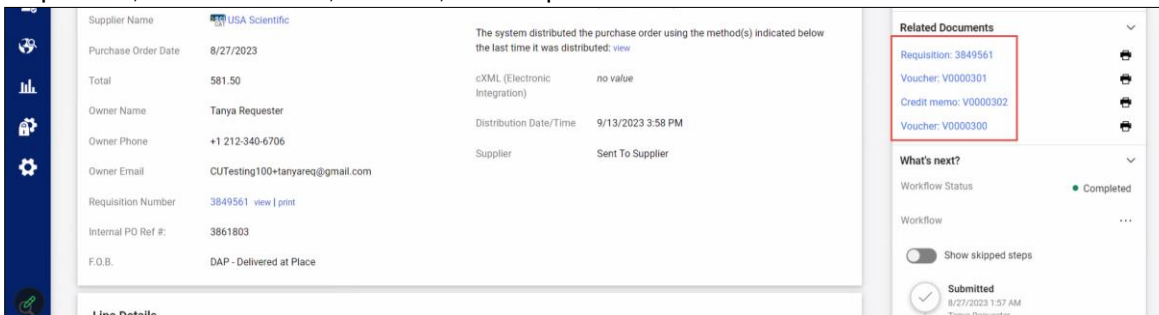 Supplier Name
USA Scientific
Purchase Order Date
8/27/2023
Total
581.50
Owner Name
Tanya Requester
Owner Phone
+1 212-340-6706
Owner Email
CUTesting100+tanyareq@gmail.com
Requisition Number
3849561 view | print
Internal PO Ref #:
3861803
F.O.B.
DAP - Delivered at Place
Line Details
The system distributed the purchase order using the method(s) indicated below
the last time it was distributed: view
cXML (Electronic
Integration)
no value
Distribution Date/Time
9/13/2023 3:58 PM
Supplier
Sent To Supplier
Related Documents
Requisition: 3849561
Voucher: V0000301
Credit memo: V0000302
Voucher: V0000300
What's next?
Workflow Status
Completed
Workflow
Show skipped steps
Submitted
8/27/2023 1:57 AM
Tanya Requester